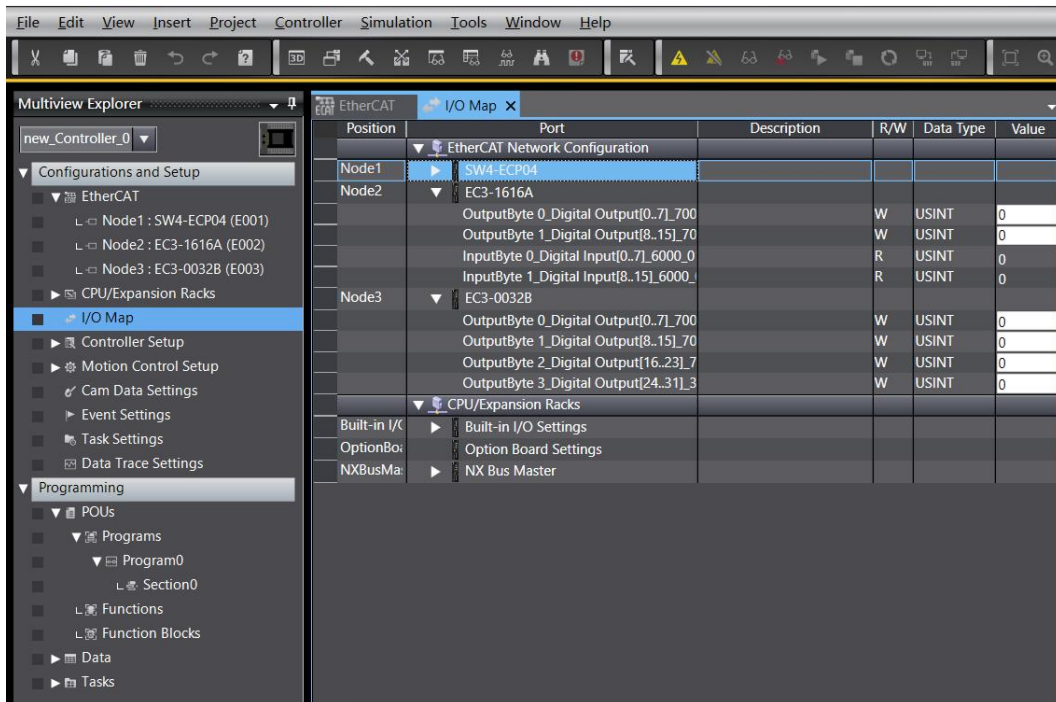 File Edit View Insert Project Controller Simulation Tools Window Help
Multiview Explorer
new_Controller_0
Configurations and Setup
EtherCAT
Node1 : SW4-ECP04 (E001)
Node2 : EC3-1616A (E002)
Node3 : EC3-0032B (E003)
CPU/Expansion Racks
I/O Map
Controller Setup
Motion Control Setup
Cam Data Settings
Event Settings
Task Settings
Data Trace Settings
Programming
POUs
Programs
Program0
Section0
Functions
Function Blocks
Data
Tasks
EtherCAT I/O Map
Position Port Description R/W Data Type Value
EtherCAT Network Configuration
Node1 SW4-ECP04
Node2 EC3-1616A
OutputByte 0_Digital Output[0..7]_700 W USINT 0
OutputByte 1_Digital Output[8..15]_70 W USINT 0
InputByte 0_Digital Input[0..7]_6000_0 R USINT 0
InputByte 1_Digital Input[8..15]_6000_ R USINT 0
Node3 EC3-0032B
OutputByte 0_Digital Output[0..7]_700 W USINT 0
OutputByte 1_Digital Output[8..15]_70 W USINT 0
OutputByte 2_Digital Output[16..23]_7 W USINT 0
OutputByte 3_Digital Output[24..31]_3 W USINT 0
CPU/Expansion Racks
Built-in I/O Built-in I/O Settings
OptionBoa Option Board Settings
NXBusMa NX Bus Master